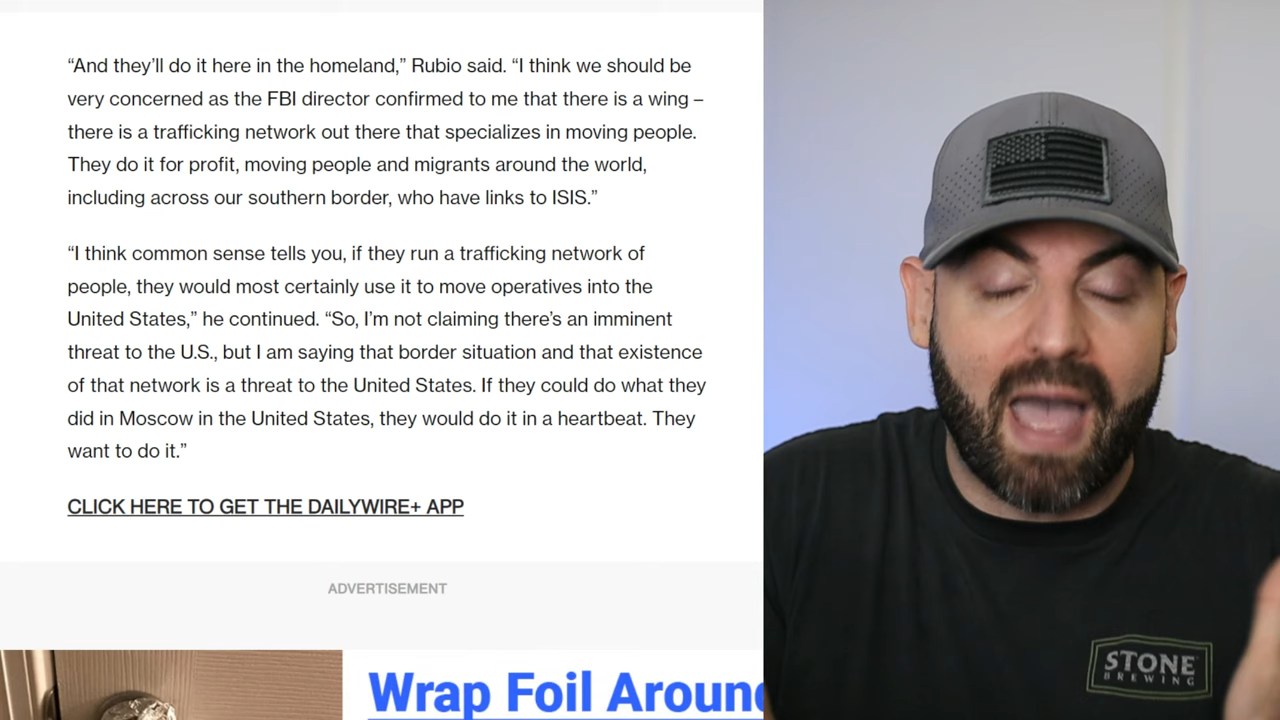 “And they’ll do it here in the homeland,” Rubio said. “I think we should be
very concerned as the FBI director confirmed to me that there is a wing –
there is a trafficking network out there that specializes in moving people.
They do it for profit, moving people and migrants around the world,
including across our southern border, who have links to ISIS.”
“I think common sense tells you, if they run a trafficking network of
people, they would most certainly use it to move operatives into the
United States,” he continued. “So, I’m not claiming there’s an imminent
threat to the U.S., but I am saying that border situation and that existence
of that network is a threat to the United States. If they could do what they
did in Moscow in the United States, they would do it in a heartbeat. They
want to do it.”
CLICK HERE TO GET THE DAILYWIRE+ APP
ADVERTISEMENT
Wrap Foil Around
STONE
BREWING